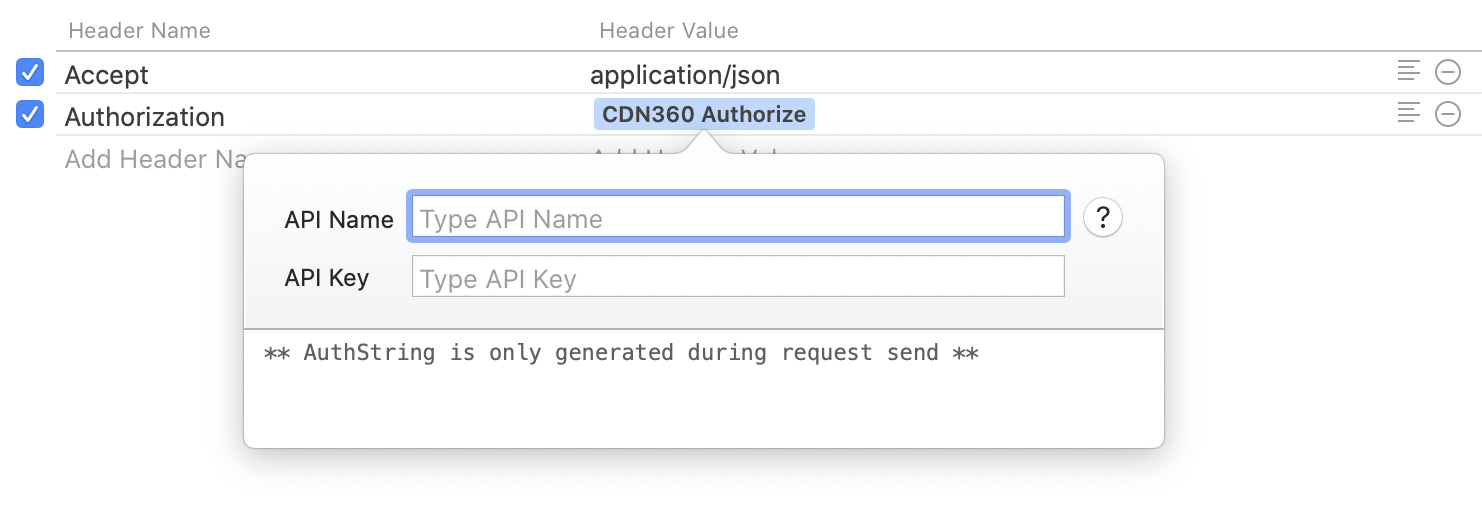 Header Name Header Value
Accept application/json
Authorization CDN360 Authorize
Add Header Na
API Name Type API Name ?
API Key Type API Key
** AuthString is only generated during request send **